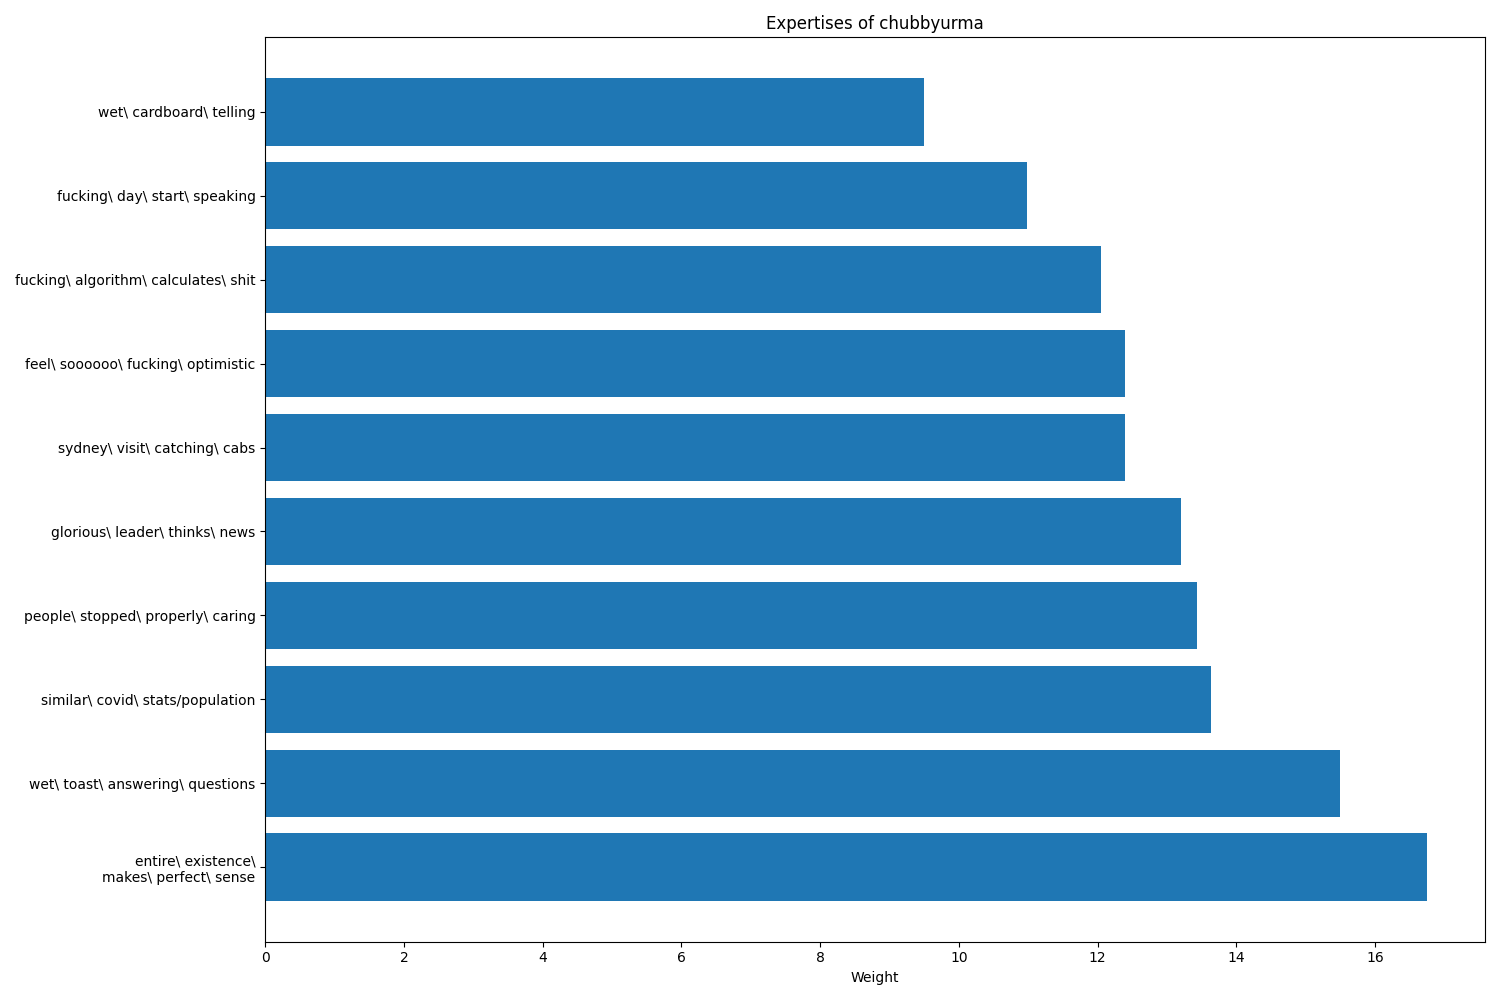 Expertises of chubbyurma
wet\ cardboard\ telling
fucking\ day\ start\ speaking
fucking\ algorithm\ calculates\ shit
feel\ soooooo\ fucking\ optimistic
sydney\ visit\ catching\ cabs
glorious\ leader\ thinks\ news
people\ stopped\ properly\ caring
similar\ covid\ stats/population
wet\ toast\ answering\ questions
entire\ existence\
makes\ perfect\ sense
0 2 4 6 8 10 12 14 16
Weight